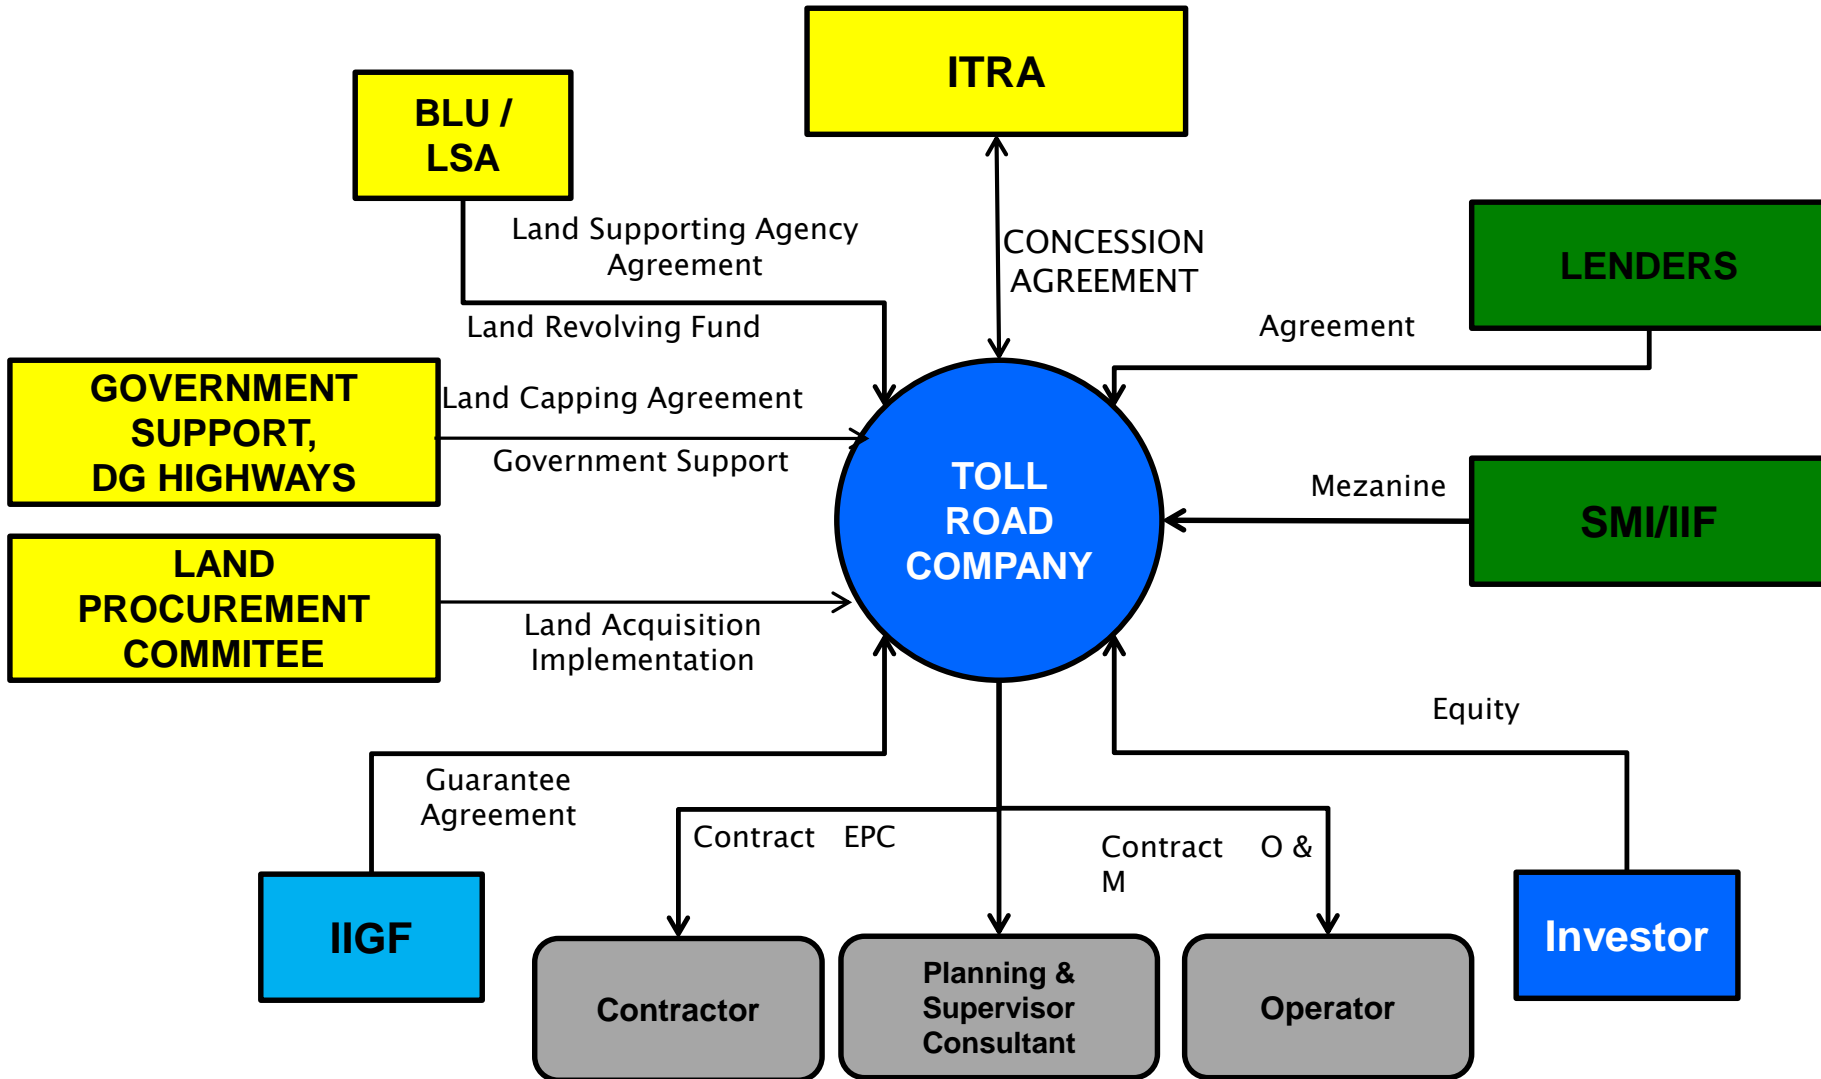 ITRA
BLU /
LSA
Land Supporting Agency
Agreement
CONCESSION
AGREEMENT
LENDERS
Land Revolving Fund
Agreement
GOVERNMENT
SUPPORT,
DG HIGHWAYS
Land Capping Agreement
Government Support
TOLL
ROAD
COMPANY
Mezanine
SMI/IIF
LAND
PROCUREMENT
COMMITEE
Land Acquisition
Implementation
Equity
Guarantee
Agreement
Contract EPC
Contract O &
M
IIGF
Investor
Contractor
Planning &
Supervisor
Consultant
Operator